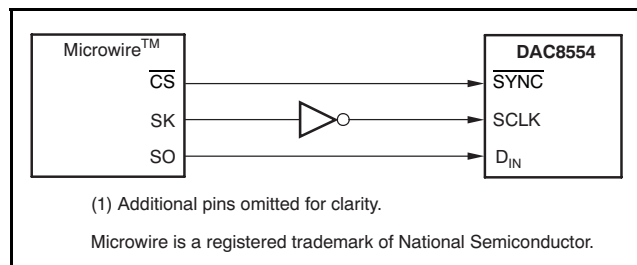 Microwire™
DAC8554
CS
SYNC
SK
SCLK
SO
DIN
(1) Additional pins omitted for clarity.
Microwire is a registered trademark of National Semiconductor.